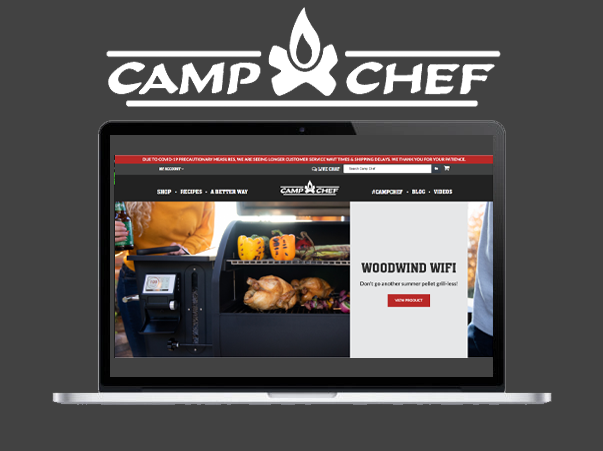 CAMP CHEF
DUE TO COVID-19 PRECAUTIONARY MEASURES, WE ARE SEEING LONGER CUSTOMER SERVICE WAIT TIMES & SHIPPING DELAYS. WE THANK YOU FOR YOUR PATIENCE.
MY ACCOUNT
LIVE CHAT
Search Camp Chef
SHOP • RECIPES • A BETTER WAY
CAMP CHEF
#CAMPCHEF • BLOG • VIDEOS
WOODWIND WIFI
Don't go another summer pellet grill-less!
VIEW PRODUCT